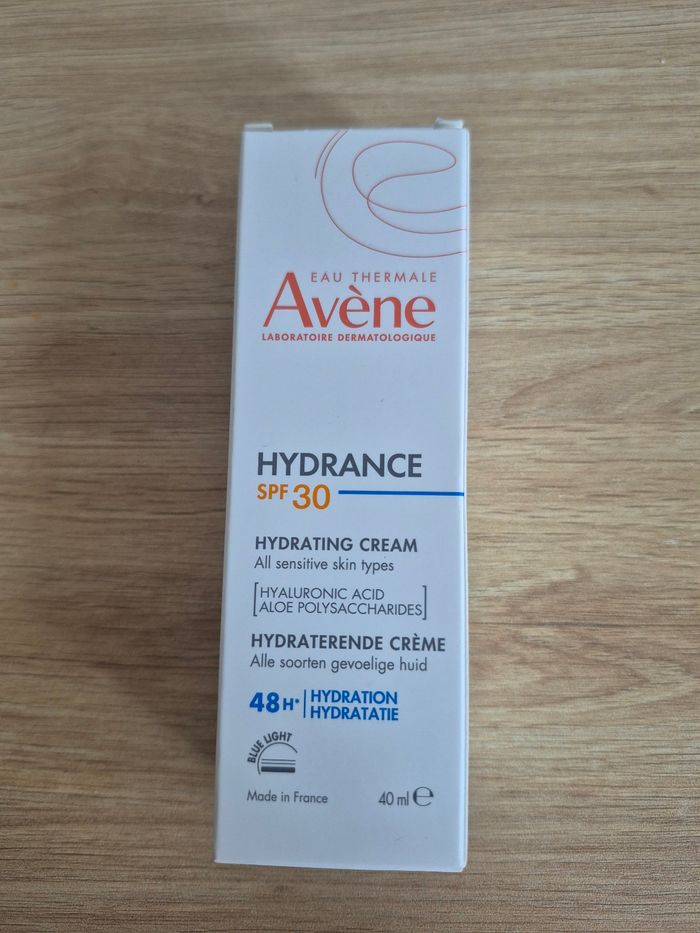 EAU THERMALE
Avène
LABORATOIRE DERMATOLOGIQUE
HYDRANCE
SPF 30
HYDRATING CREAM
All sensitive skin types
[HYALURONIC ACID
ALOE POLYSACCHARIDES]
HYDRATERENDE CRÈME
Alle soorten gevoelige huid
48H* | HYDRATION
HYDRATATIE
BLUE LIGHT
Made in France 40 ml ℮